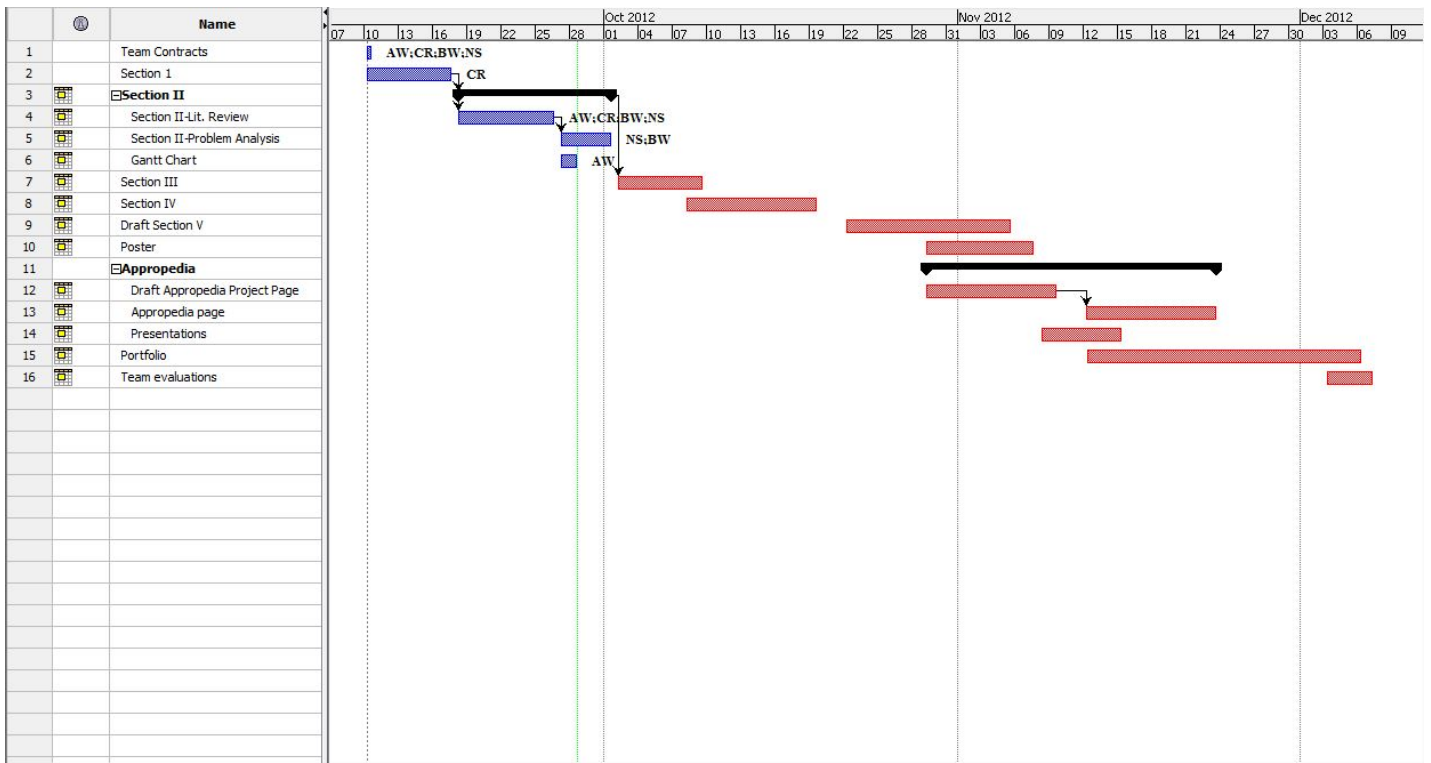 Name
Oct 2012 Nov 2012 Dec 2012
07 10 13 16 19 22 25 28 01 04 07 10 13 16 19 22 25 28 31 03 06 09 12 15 18 21 24 27 30 03 06 09
1 Team Contracts AW;CR;BW;NS
2 Section 1 CR
3 Section II
4 Section II-Lit. Review AW;CR;BW;NS
5 Section II-Problem Analysis NS;BW
6 Gantt Chart AW
7 Section III
8 Section IV
9 Draft Section V
10 Poster
11 Appropedia
12 Draft Appropedia Project Page
13 Appropedia page
14 Presentations
15 Portfolio
16 Team evaluations